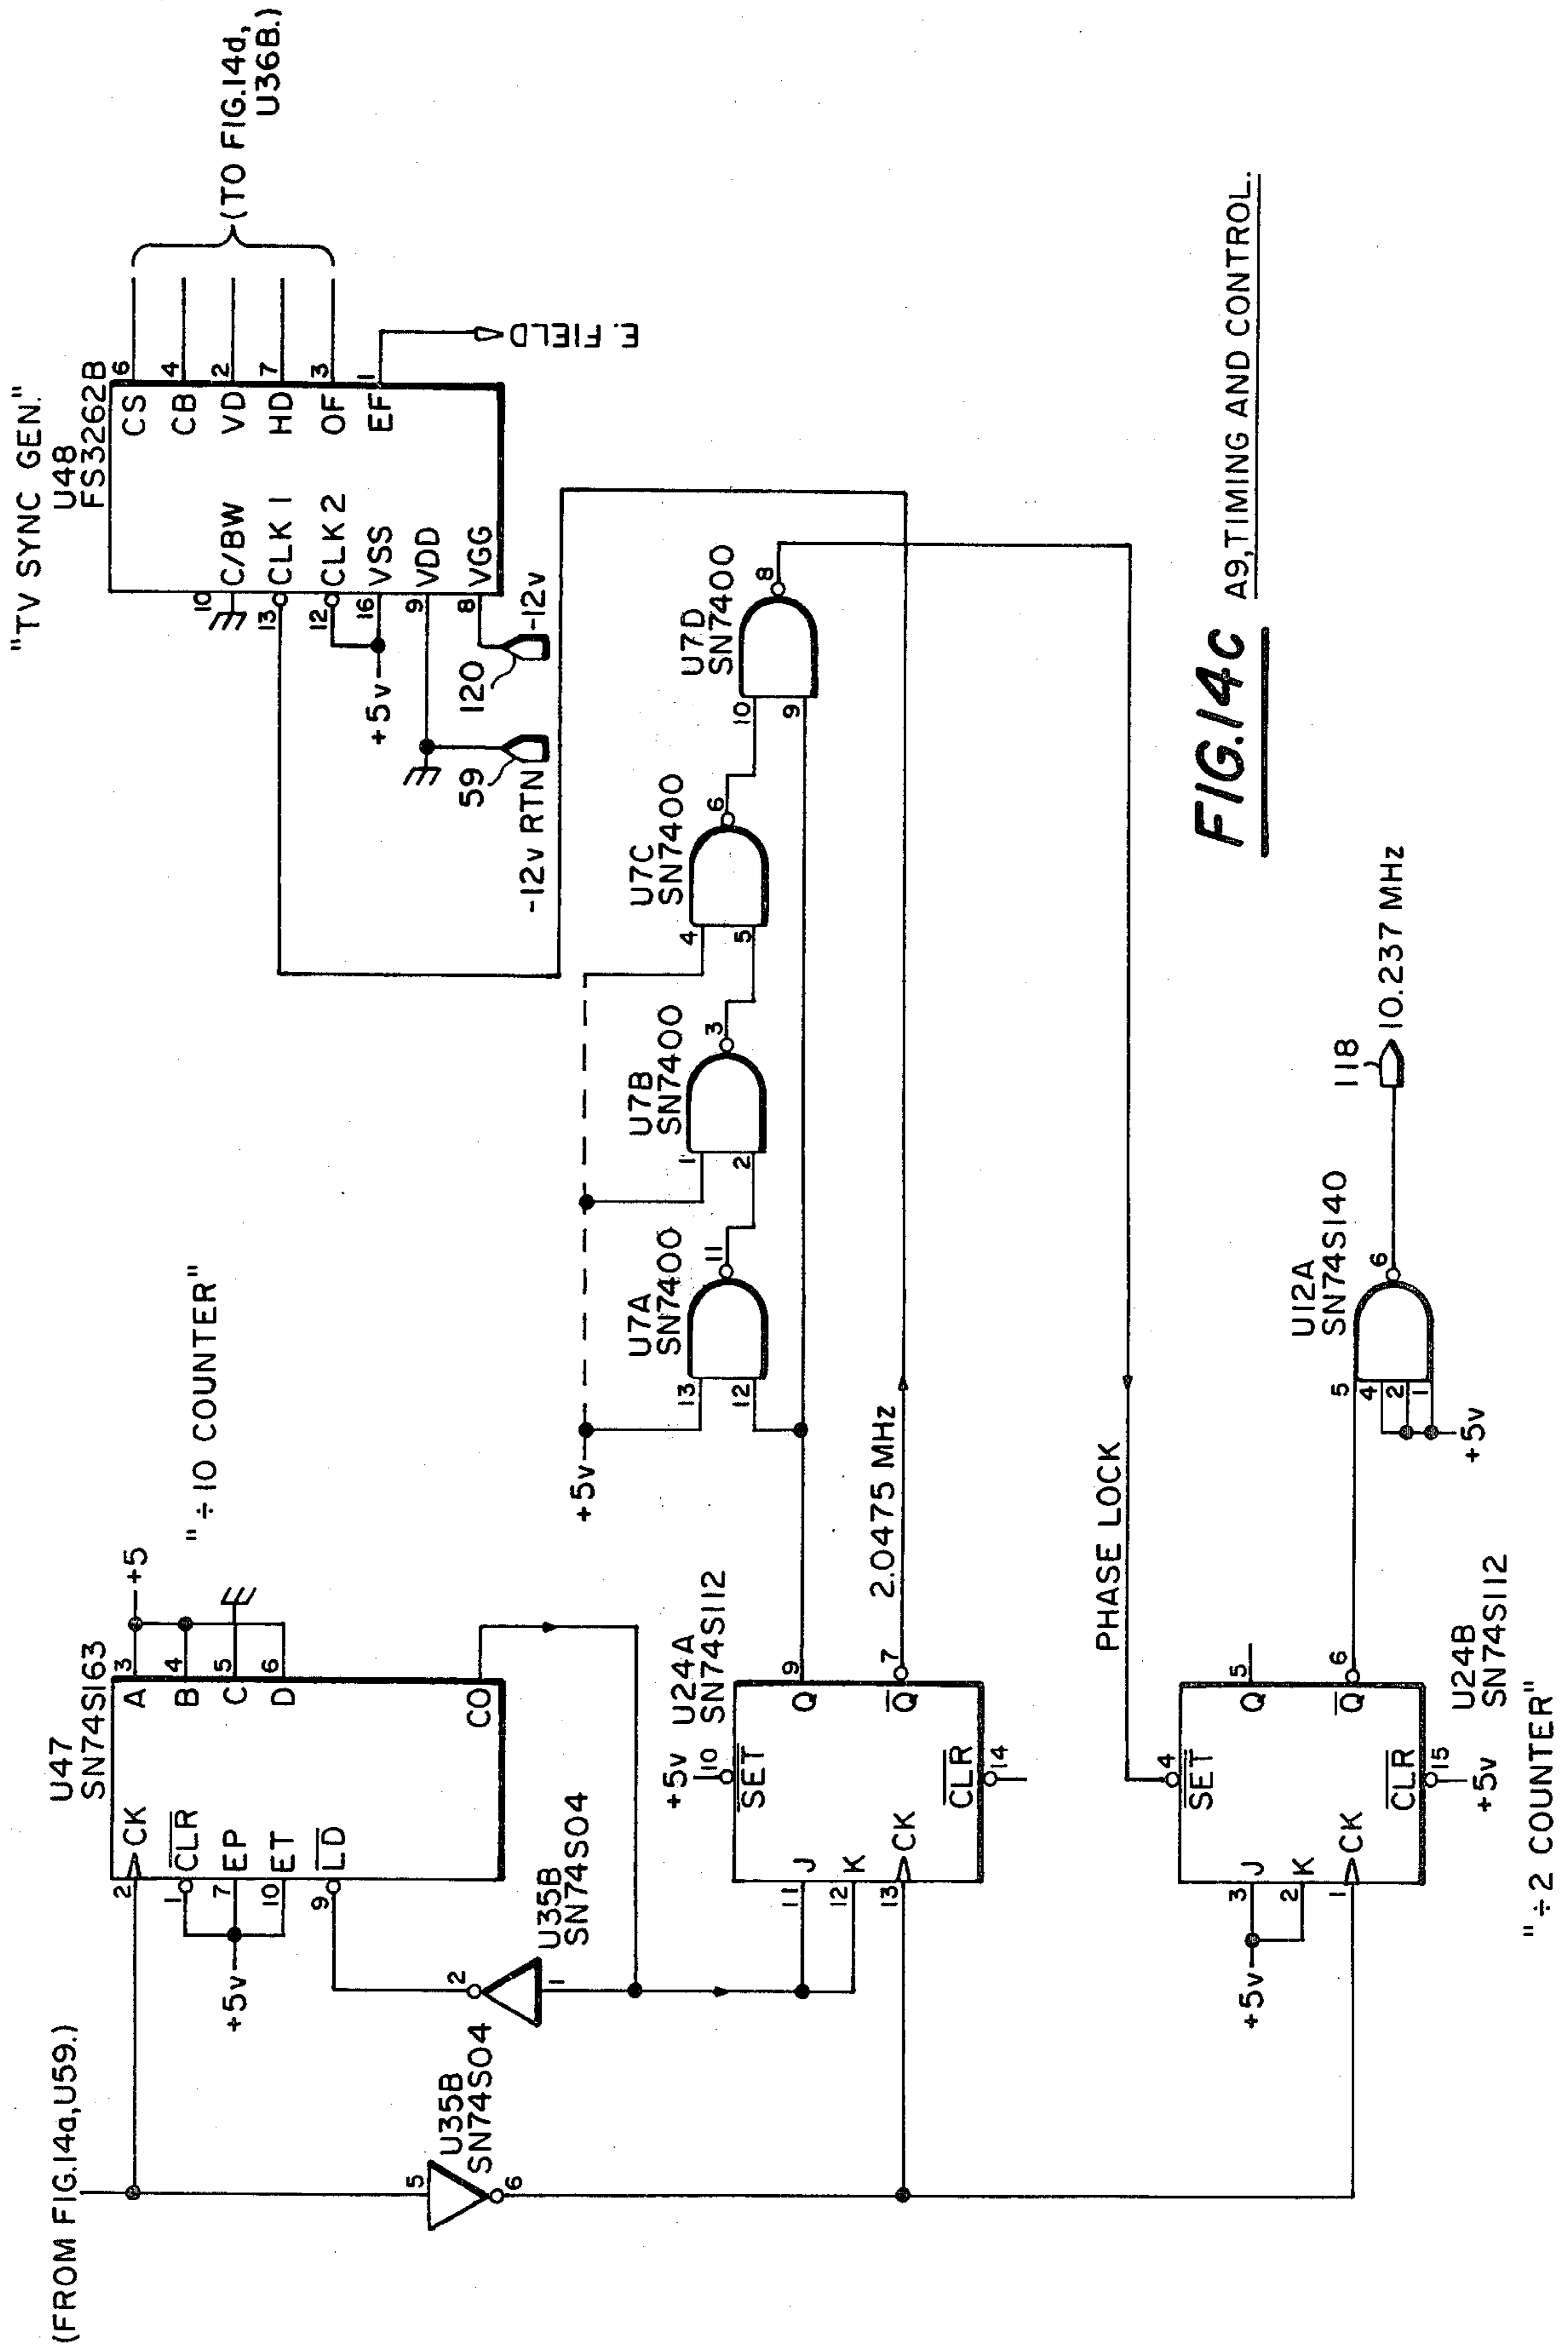 (FROM FIG.14a,U59.)
U47
SN74S163
2
CK
1
CLR
7
EP
10
ET
9
LD
+5v
A
3
B
4
C
5
D
6
CO
+5
"÷10 COUNTER"
"TV SYNC GEN."
U48
FS3262B
10
C/BW
13
CLK 1
12
CLK 2
16
VSS
9
VDD
8
VGG
+5v
CS
6
CB
4
VD
2
HD
7
OF
3
EF
1
(TO FIG.14d,
U36B.)
E. FIELD
59
-12v RTN
120
-12v
5
U35B
SN74S04
6
2
U35B
SN74S04
1
+5v
U7A
SN7400
13
12
11
U7B
SN7400
1
2
3
U7C
SN7400
4
5
6
U7D
SN7400
10
9
8
+5v
10
U24A
SN74S112
SET
11
J
12
K
13
CK
CLR
14
Q
9
Q
7
2.0475 MHz
PHASE LOCK
4
SET
+5v
3
J
2
K
1
CK
CLR
15
+5v
Q
5
Q
6
U24B
SN74S112
"÷2 COUNTER"
U12A
SN74S140
5
4
2
1
6
+5v
118
10.237 MHz
FIG.14c A9,TIMING AND CONTROL.